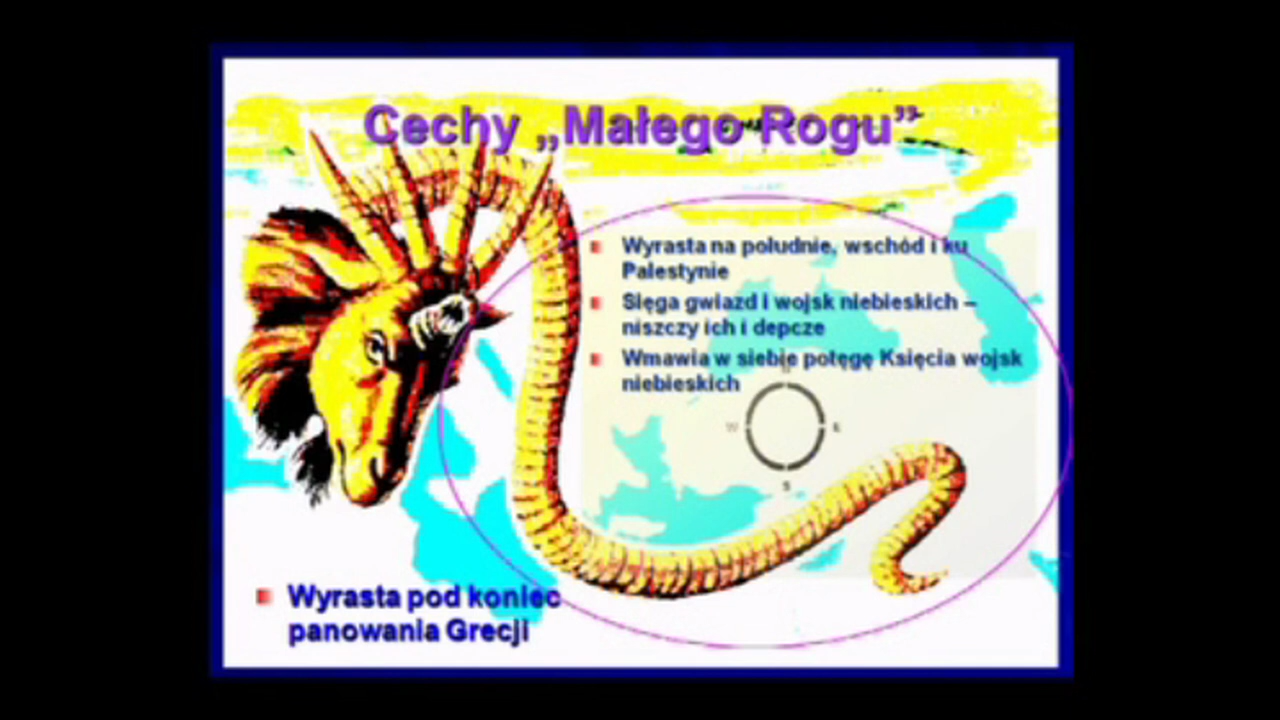 Cechy „Małego Rogu”
Wyrasta na południe, wschód i ku
Palestynie
Sięga gwiazd i wojsk niebieskich –
niszczy ich i depcze
Wmawia w siebie potęgę Księcia wojsk
niebieskich
W
E
S
Wyrasta pod koniec
panowania Grecji